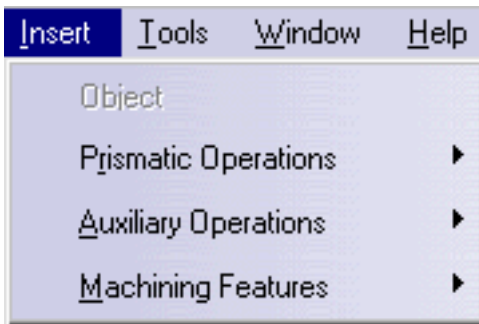 Insert Tools Window Help
Object
Prismatic Operations
Auxiliary Operations
Machining Features